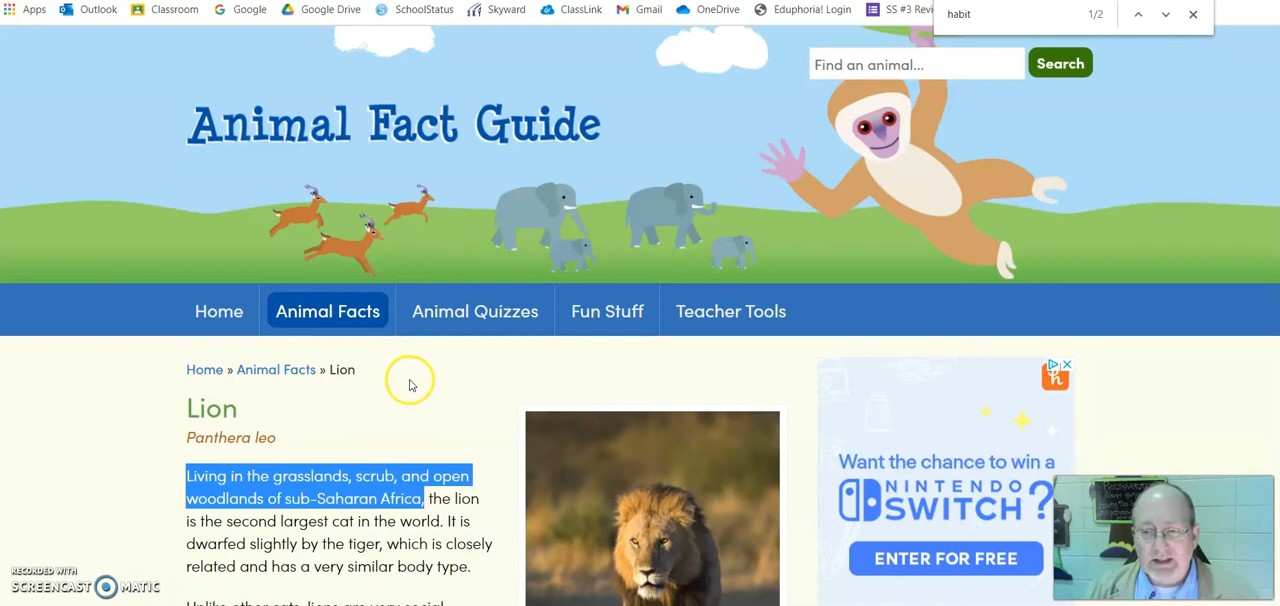 Apps Outlook Classroom Google Google Drive SchoolStatus Skyward ClassLink Gmail OneDrive Eduphoria! Login SS #3 Revi
habit 1/2
Find an animal... Search
Animal Fact Guide
Home Animal Facts Animal Quizzes Fun Stuff Teacher Tools
Home » Animal Facts » Lion
Lion
Panthera leo
Living in the grasslands, scrub, and open
woodlands of sub-Saharan Africa, the lion
is the second largest cat in the world. It is
dwarfed slightly by the tiger, which is closely
related and has a very similar body type.
Unlike other cats, lions are very social
h
Want the chance to win a
NINTENDO
SWITCH?
ENTER FOR FREE
RECORDED WITH
SCREENCAST MATIC